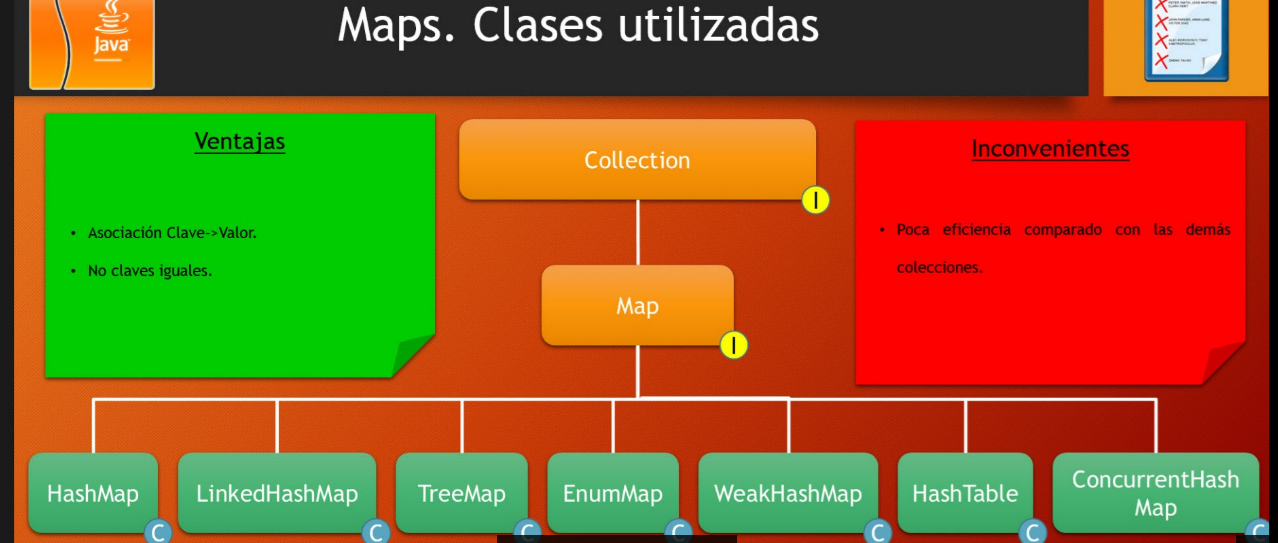 Java
Maps. Clases utilizadas
Ventajas
• Asociación Clave->Valor.
• No claves iguales.
Collection
I
Map
I
Inconvenientes
• Poca eficiencia comparado con las demás
colecciones.
HashMap
C
LinkedHashMap
C
TreeMap
C
EnumMap
C
WeakHashMap
C
HashTable
C
ConcurrentHash
Map
C